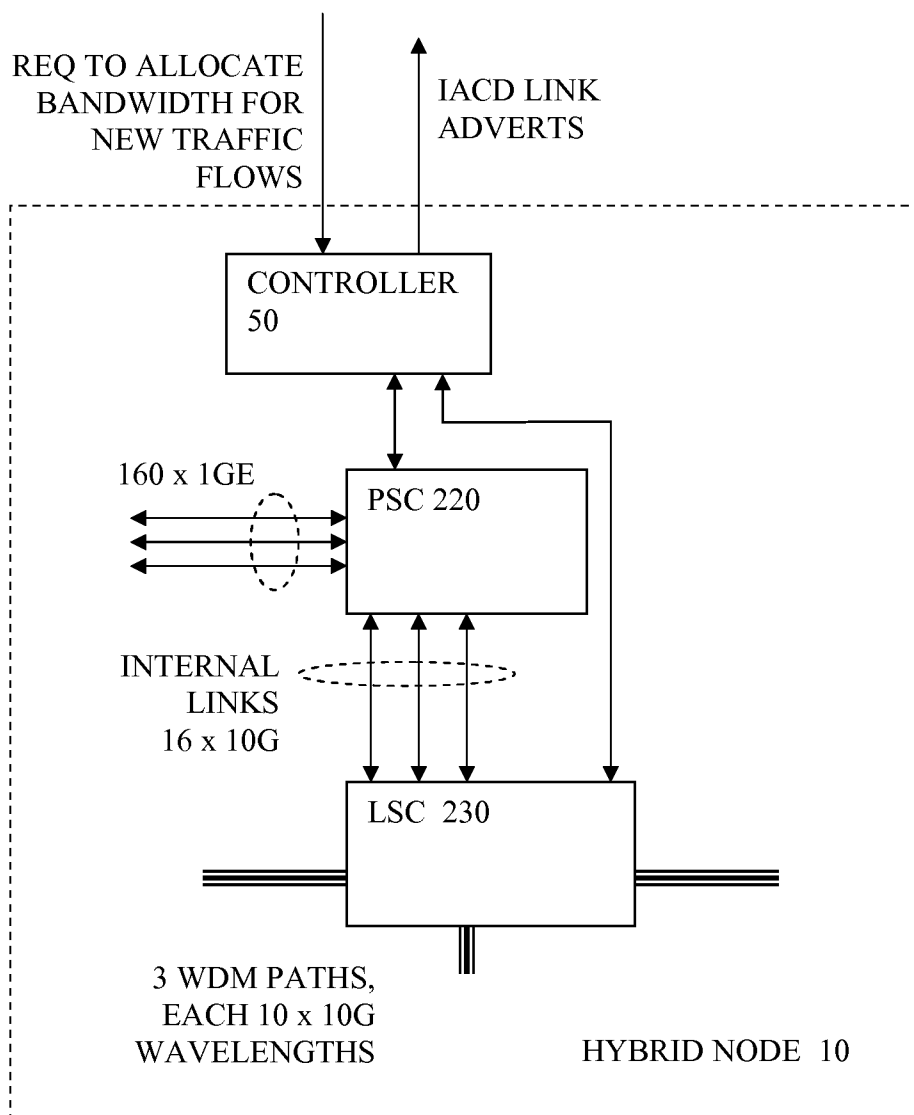 REQ TO ALLOCATE
BANDWIDTH FOR
NEW TRAFFIC
FLOWS
IACD LINK
ADVERTS
CONTROLLER
50
160 x 1GE
PSC 220
INTERNAL
LINKS
16 x 10G
LSC 230
3 WDM PATHS,
EACH 10 x 10G
WAVELENGTHS
HYBRID NODE 10